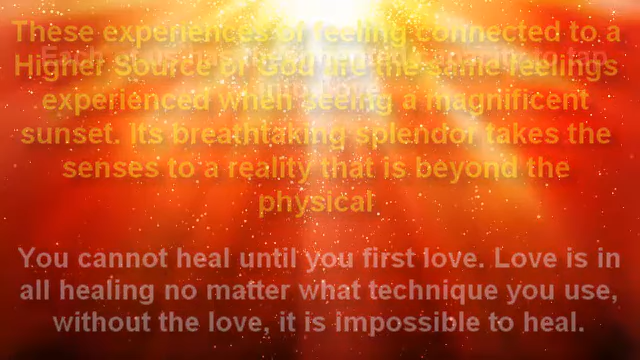 These experiences of feeling connected to a
Higher Source or God are the same feelings
experienced when seeing a magnificent
sunset. Its breathtaking splendor takes the
senses to a reality that is beyond the
physical
You cannot heal until you first love. Love is in
all healing no matter what technique you use,
without the love, it is impossible to heal.